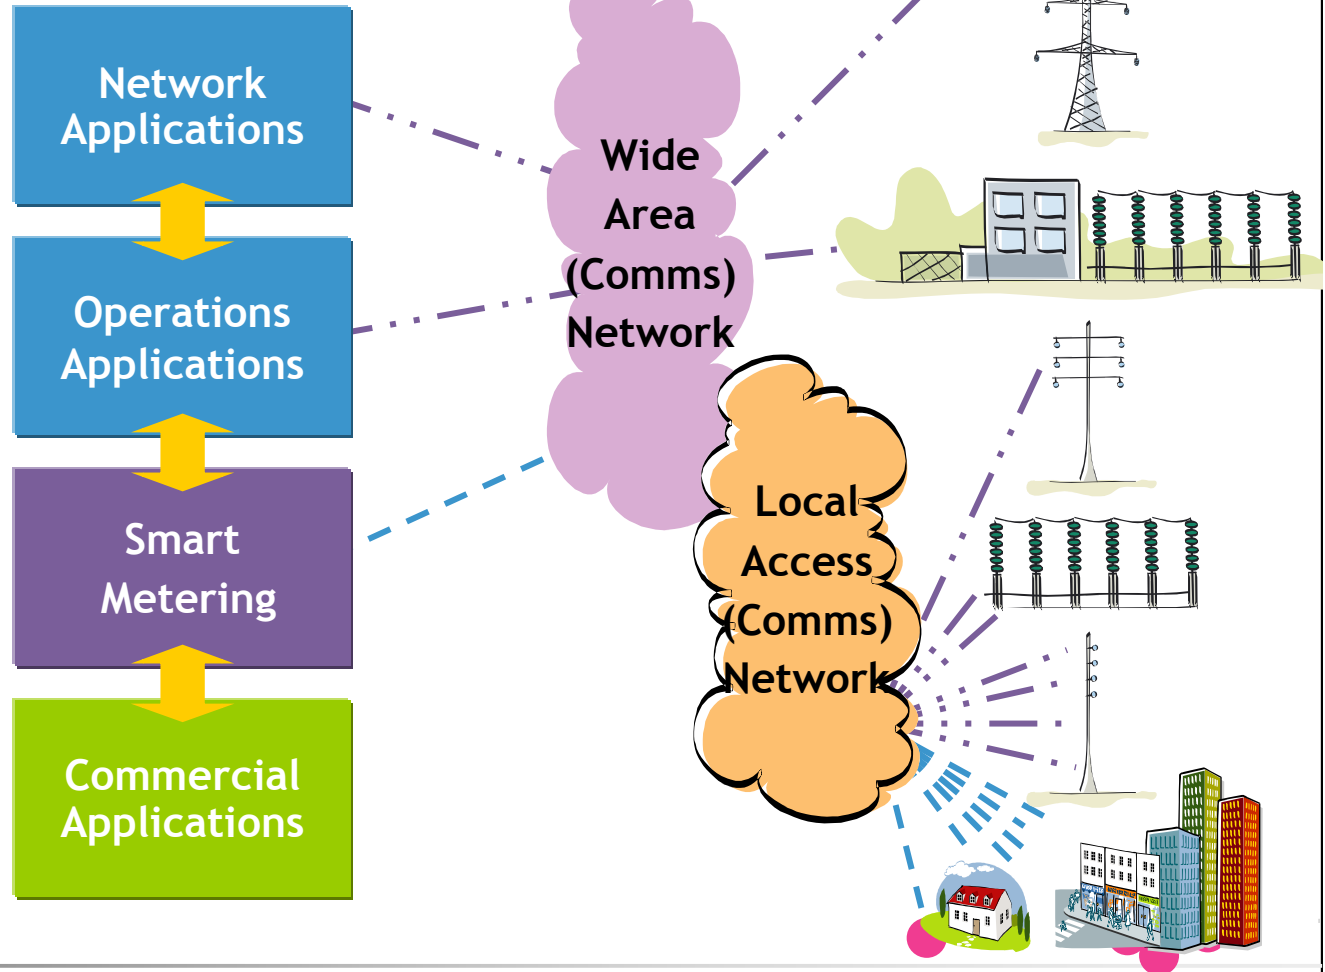 Network
Applications
Operations
Applications
Smart
Metering
Commercial
Applications
Wide
Area
(Comms)
Network
Local
Access
(Comms)
Network